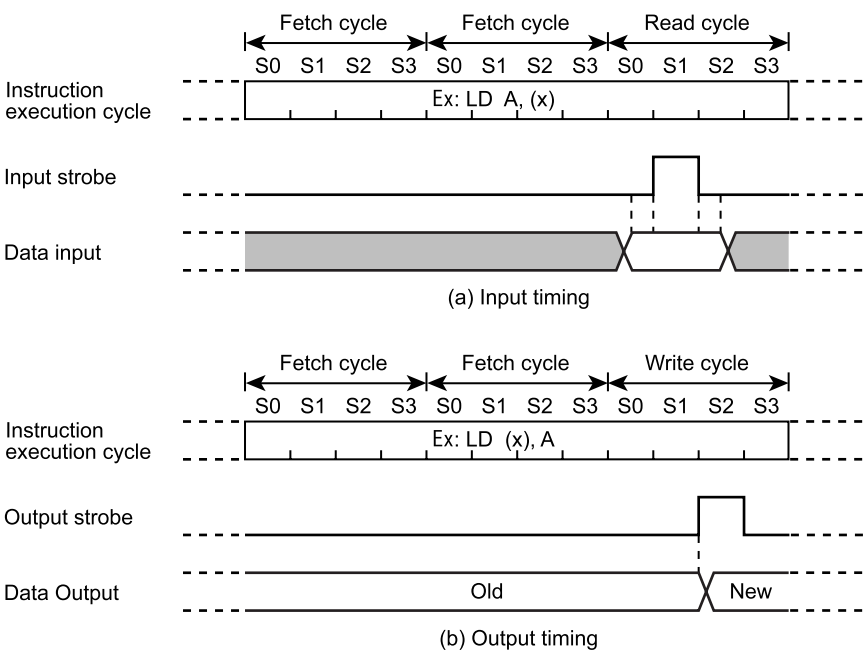 Fetch cycle Fetch cycle Read cycle
S0 S1 S2 S3 S0 S1 S2 S3 S0 S1 S2 S3
Instruction
execution cycle
Ex: LD A, (x)
Input strobe
Data input
(a) Input timing
Fetch cycle Fetch cycle Write cycle
S0 S1 S2 S3 S0 S1 S2 S3 S0 S1 S2 S3
Instruction
execution cycle
Ex: LD (x), A
Output strobe
Data Output Old New
(b) Output timing